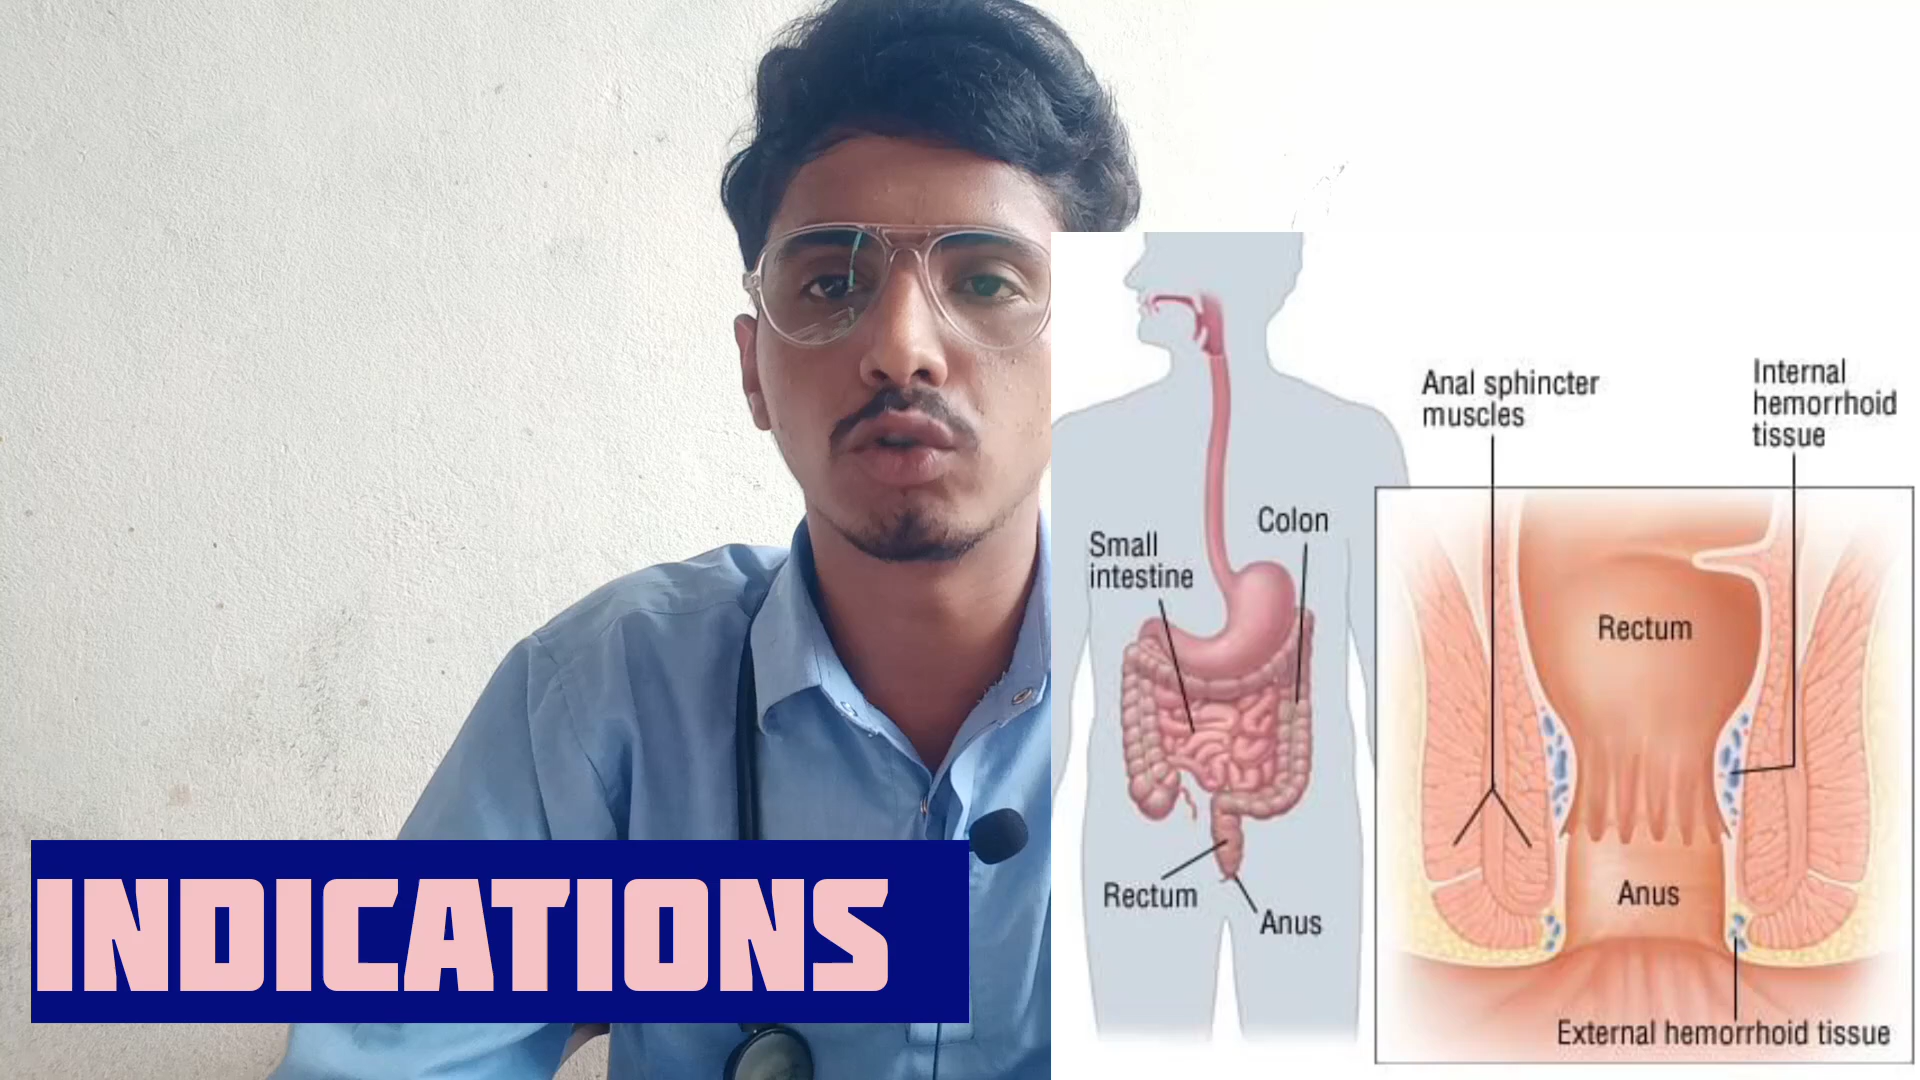 INDICATIONS
Small
intestine
Colon
Rectum
Anus
Anal sphincter
muscles
Internal
hemorrhoid
tissue
Rectum
Anus
External hemorrhoid tissue